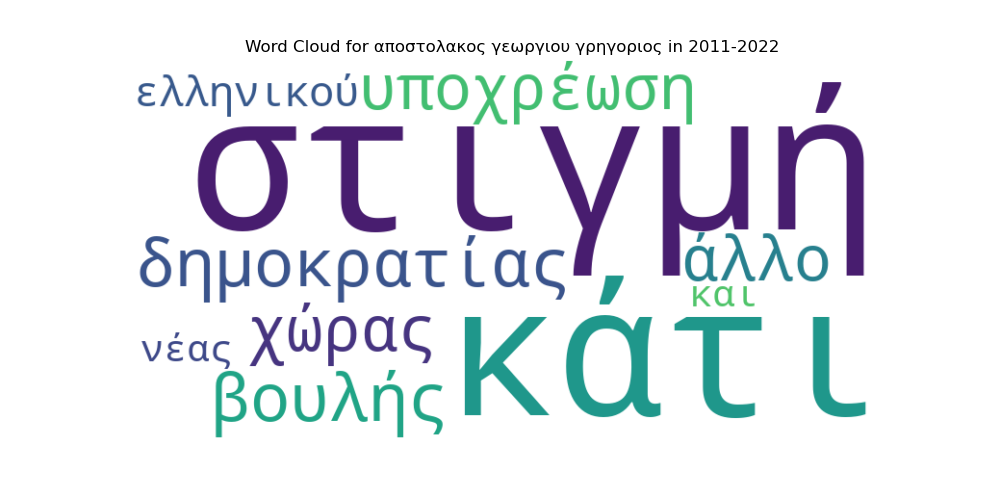 Word Cloud for αποστολακος γεωργιου γρηγοριος in 2011-2022
ελληνικού υποχρέωση
στιγμή
δημοκρατίας άλλο
και
χώρας κάτι
νέας
βουλής